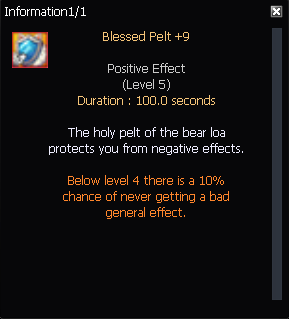 Information1/1
Blessed Pelt +9
Positive Effect
(Level 5)
Duration : 100.0 seconds
The holy pelt of the bear loa
protects you from negative effects.
Below level 4 there is a 10%
chance of never getting a bad
general effect.